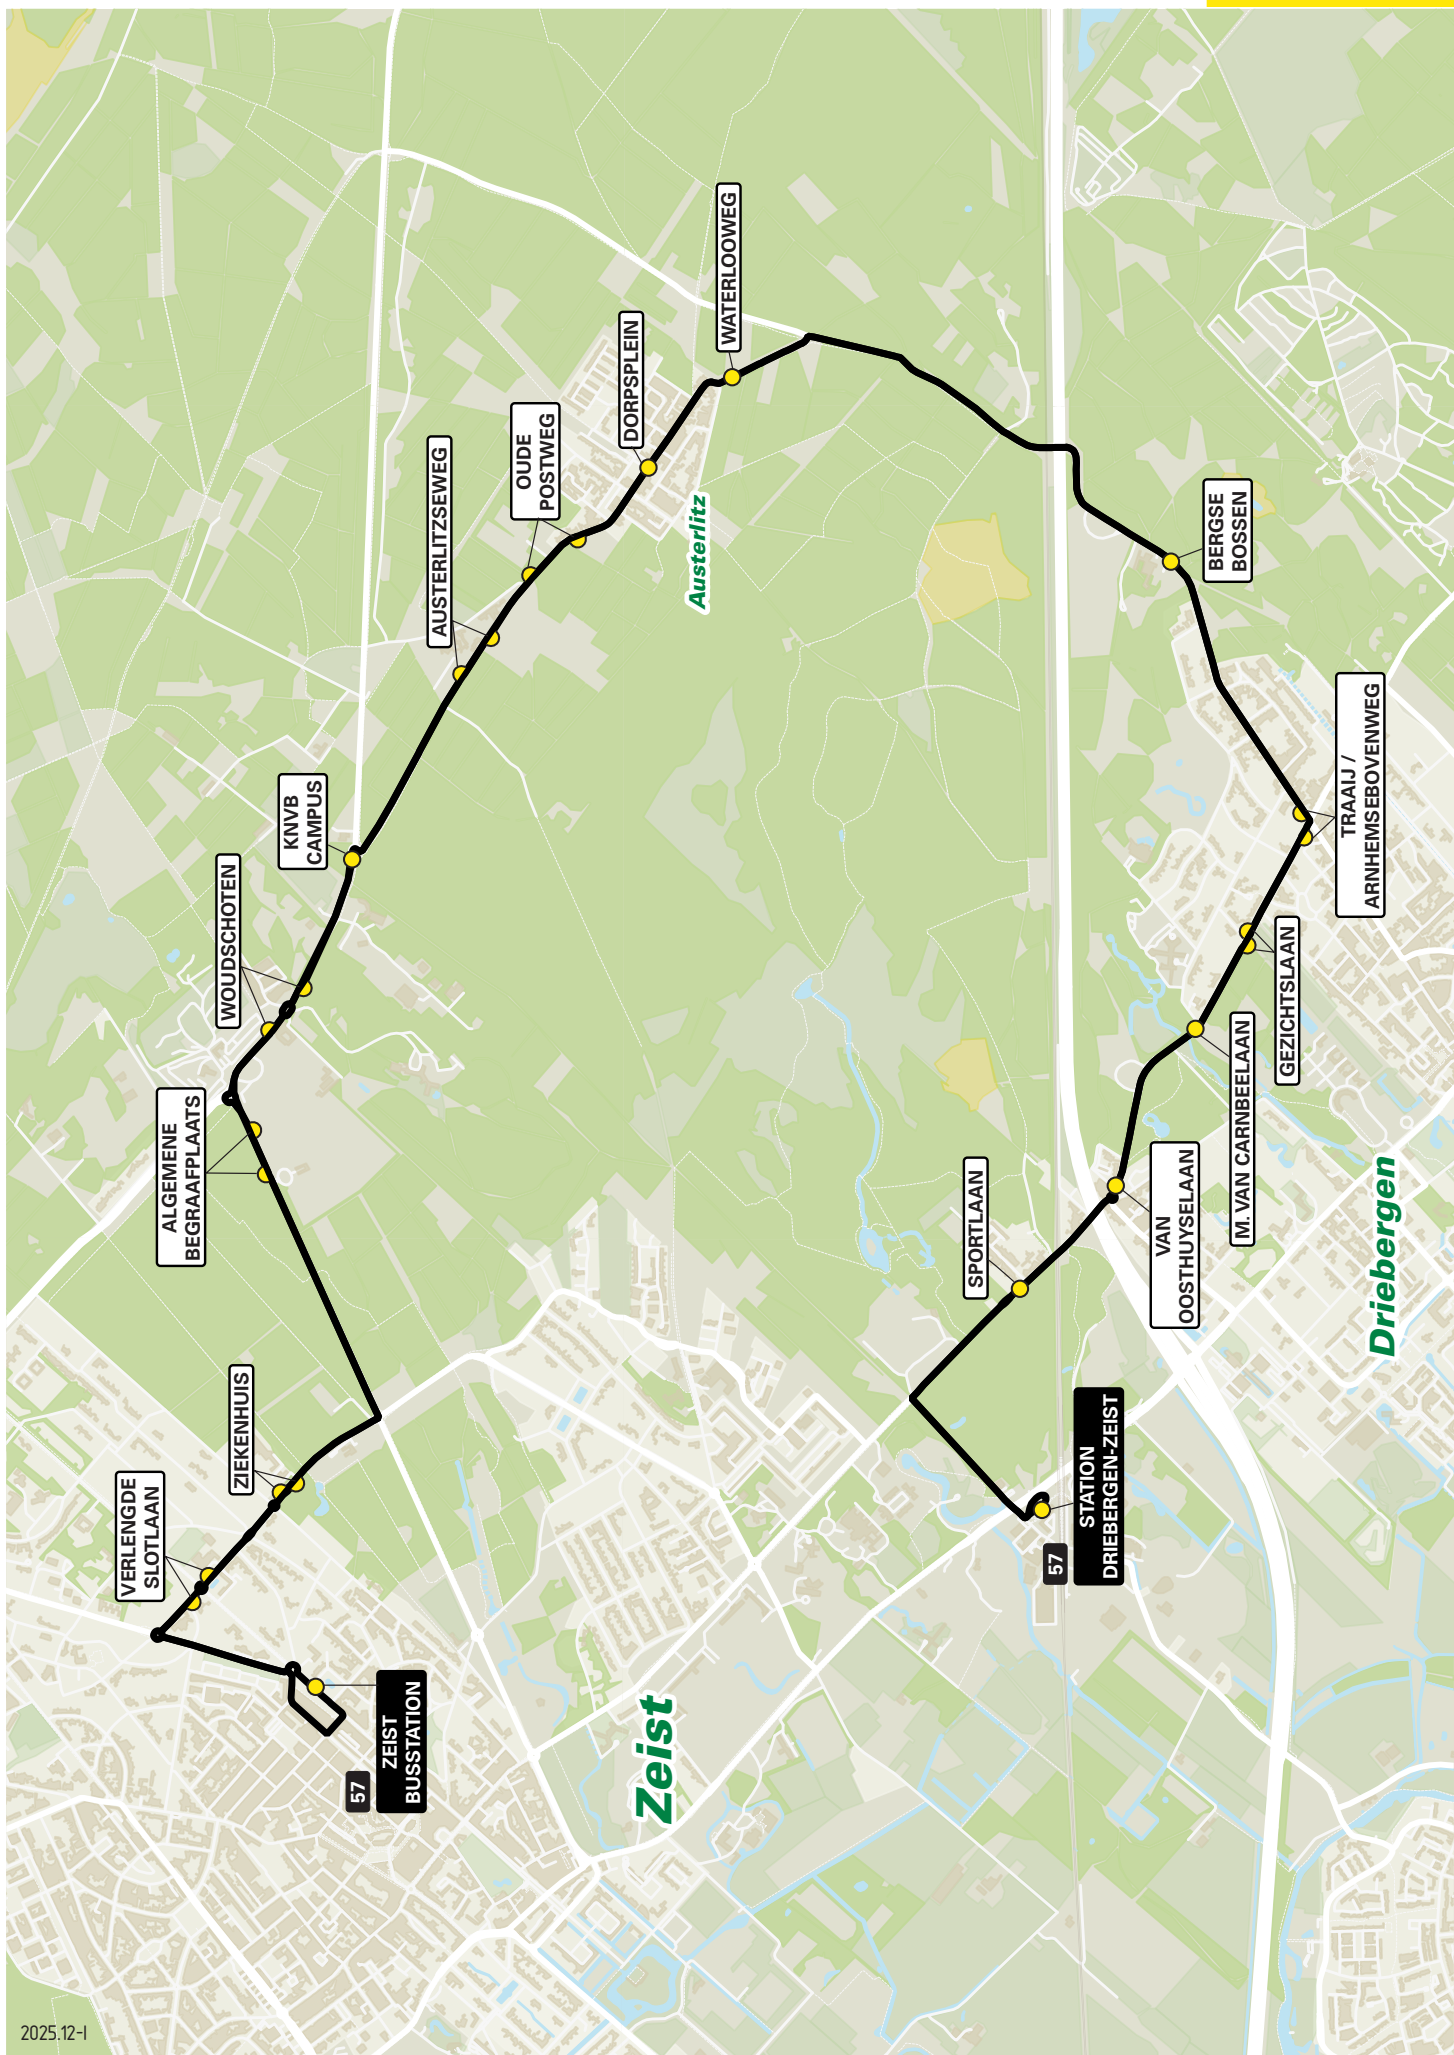 VERLENGDE
SLOTLAAN
ZIEKENHUIS
ALGEMENE
BEGRAAFPLAATS
WOUDSCHOTEN
KNVB
CAMPUS
AUSTERLITZSEWEG
OUDE
POSTWEG
DORPSPLEIN
WATERLOOWEG
Austerlitz
BERGSE
BOSSEN
TRAAIJ /
ARNHEMSEBOVENWEG
GEZICHTSLAAN
M. VAN CARNBEELAAN
VAN
OOSTHUYSELAAN
SPORTLAAN
STATION
DRIEBERGEN-ZEIST
57
Driebergen
Zeist
57
ZEIST
BUSSTATION
2025.12-I